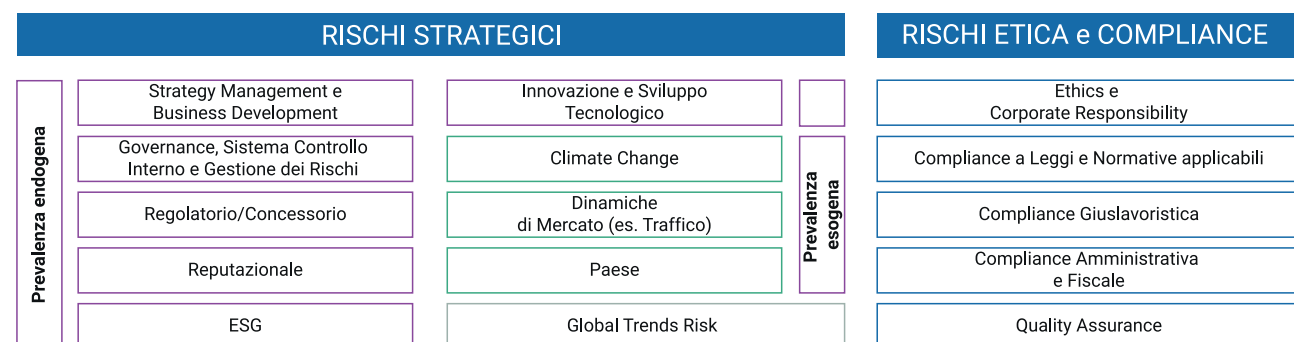 RISCHI STRATEGICI
Prevalenza endogena
Strategy Management e
Business Development
Governance, Sistema Controllo
Interno e Gestione dei Rischi
Regolatorio/Concessorio
Reputazionale
ESG
Innovazione e Sviluppo
Tecnologico
Climate Change
Dinamiche
di Mercato (es. Traffico)
Paese
Global Trends Risk
Prevalenza
esogena
RISCHI ETICA e COMPLIANCE
Ethics e
Corporate Responsibility
Compliance a Leggi e Normative applicabili
Compliance Giuslavoristica
Compliance Amministrativa
e Fiscale
Quality Assurance